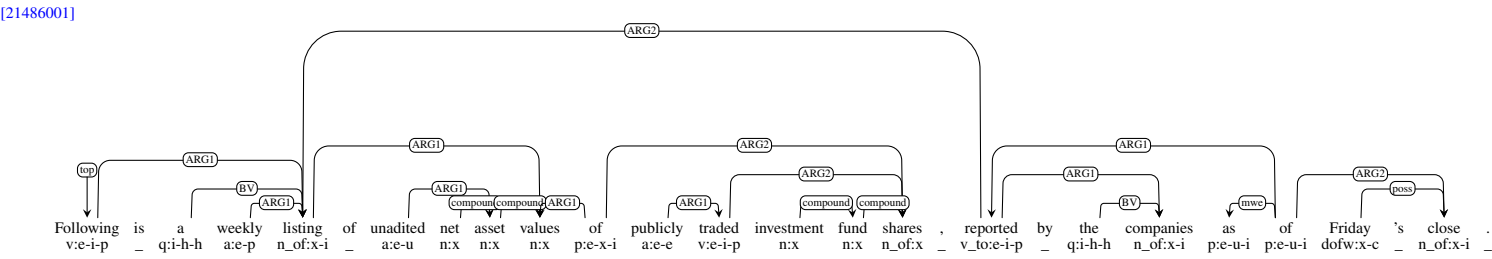 [21486001]
ARG2
ARG1 ARG2 ARG1
top ARG1 ARG2 ARG1 ARG2
BV ARG1 poss
ARG1 compound compound ARG1 ARG1 compound compound BV mwe
Following is a weekly listing of unadited net asset values of publicly traded investment fund shares , reported by the companies as of Friday 's close .
v:e-i-p _ q:i-h-h a:e-p n_of:x-i _ a:e-u n:x n:x n:x p:e-x-i a:e-e v:e-i-p n:x n:x n_of:x _ v_to:e-i-p _ q:i-h-h n_of:x-i p:e-u-i p:e-u-i dofw:x-c _ n_of:x-i _